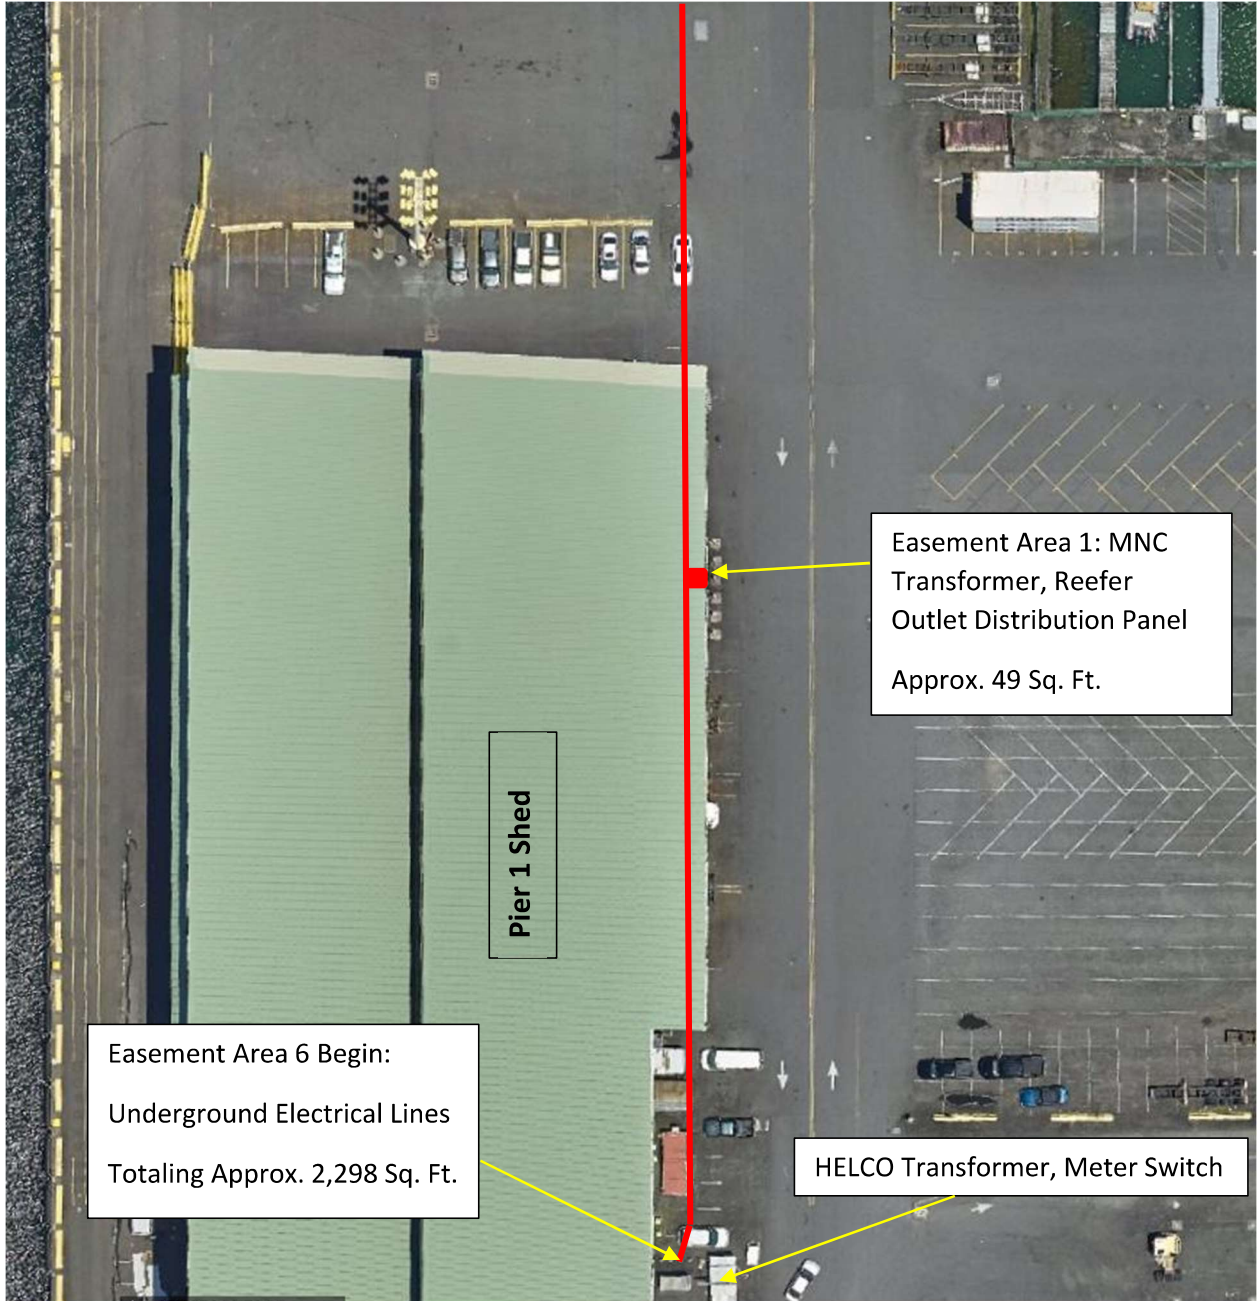 Easement Area 1: MNC
Transformer, Reefer
Outlet Distribution Panel
Approx. 49 Sq. Ft.
Pier 1 Shed
Easement Area 6 Begin:
Underground Electrical Lines
Totaling Approx. 2,298 Sq. Ft.
HELCO Transformer, Meter Switch